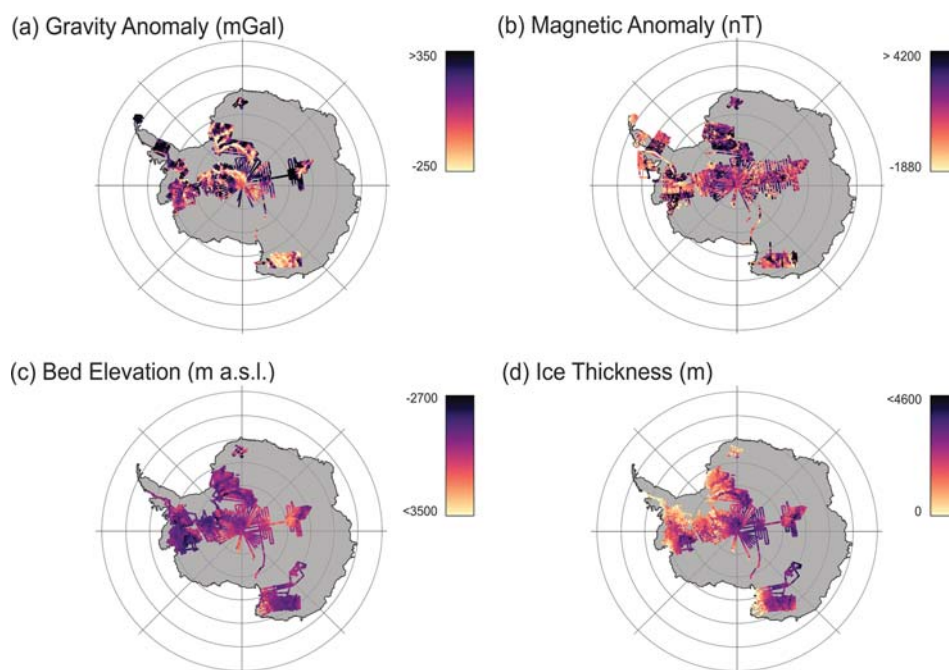 (a) Gravity Anomaly (mGal)
>350
-250
(b) Magnetic Anomaly (nT)
> 4200
-1880
(c) Bed Elevation (m a.s.l.)
-2700
<3500
(d) Ice Thickness (m)
<4600
0